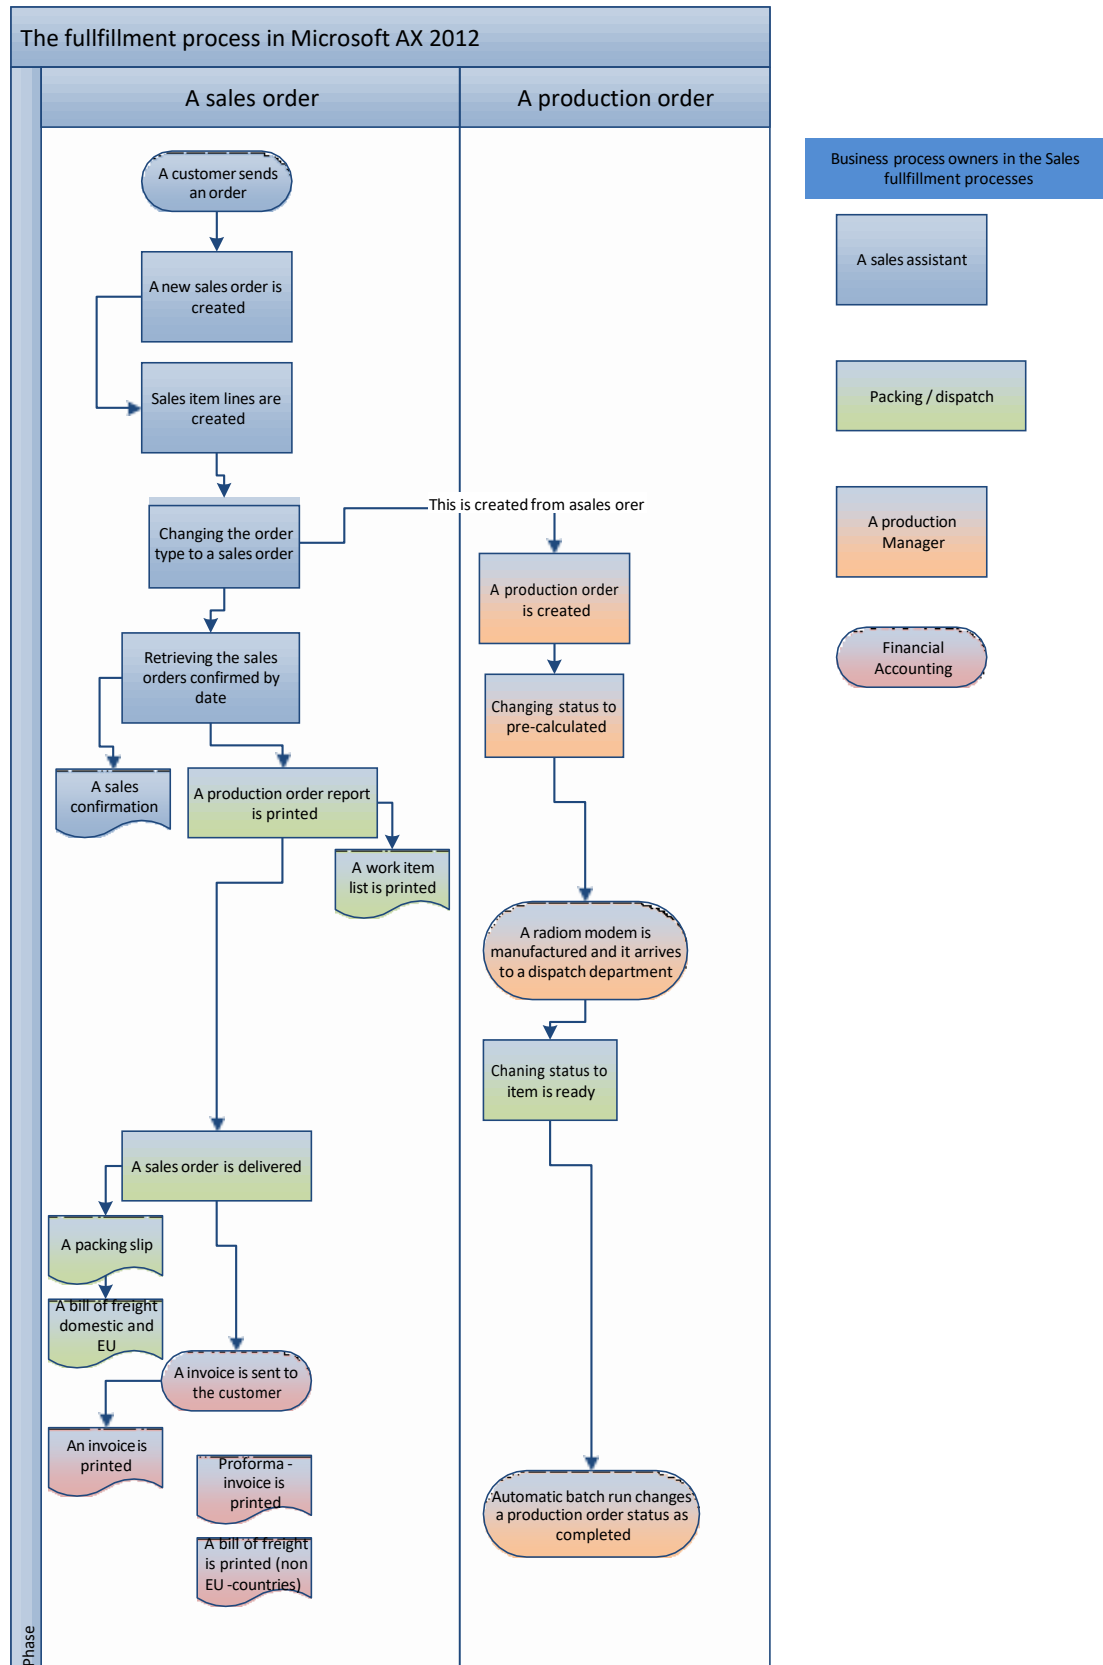 The fullfillment process in Microsoft AX 2012
A sales order
A production order
A customer sends
an order
A new sales order is
created
Sales item lines are
created
This is created from asales orer
Changing the order
type to a sales order
A production order
is created
Retrieving the sales
orders confirmed by
date
Changing status to
pre-calculated
A sales
confirmation
A production order report
is printed
A work item
list is printed
A radiom modem is
manufactured and it arrives
to a dispatch department
Chaning status to
item is ready
A sales order is delivered
A packing slip
A bill of freight
domestic and
EU
A invoice is sent to
the customer
An invoice is
printed
Proforma -
invoice is
printed
A bill of freight
is printed (non
EU -countries)
Automatic batch run changes
a production order status as
completed
Phase
Business process owners in the Sales
fullfillment processes
A sales assistant
Packing / dispatch
A production
Manager
Financial
Accounting